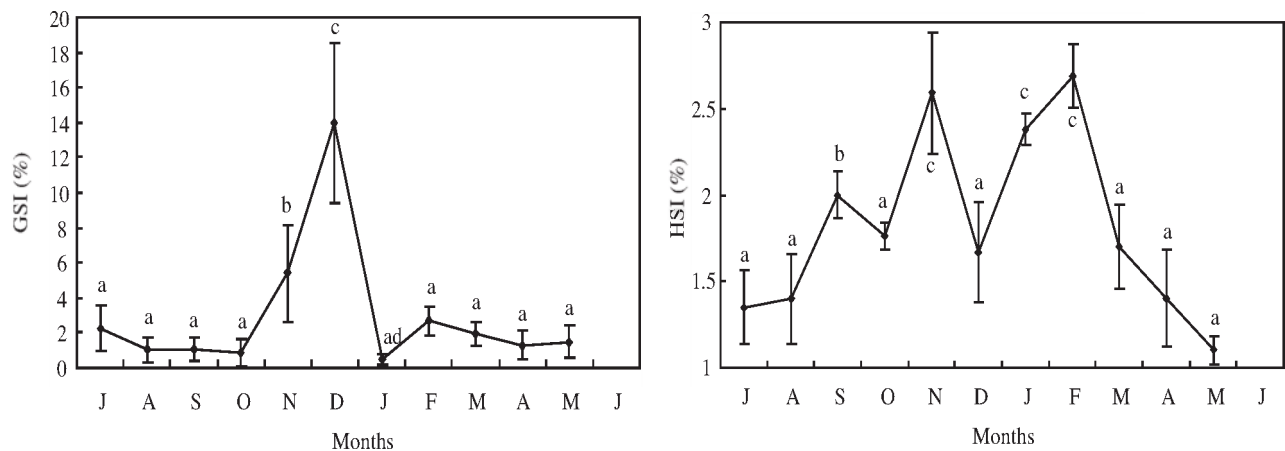 20
18
16
14
12
10
8
6
4
2
0
GSI (%)
a a a a b c ad a a a a
J A S O N D J F M A M J
Months
3
2.5
2
1.5
1
HSI (%)
a a b a c a c c a a a
J A S O N D J F M A M J
Months